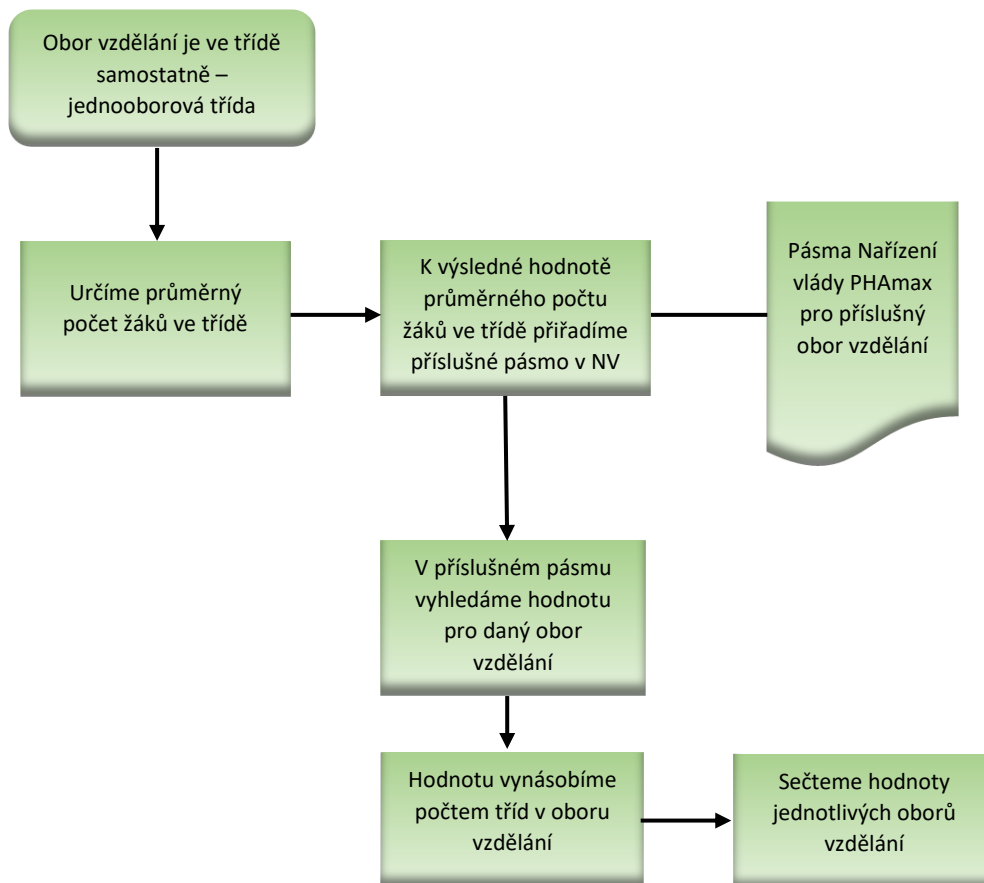 Obor vzdělání je ve třídě
samostatně –
jednooborová třída
Určíme průměrný
počet žáků ve třídě
K výsledné hodnotě
průměrného počtu
žáků ve třídě přiřadíme
příslušné pásmo v NV
Pásma Nařízení
vlády PHAmax
pro příslušný
obor vzdělání
V příslušném pásmu
vyhledáme hodnotu
pro daný obor
vzdělání
Hodnotu vynásobíme
počtem tříd v oboru
vzdělání
Sečteme hodnoty
jednotlivých oborů
vzdělání